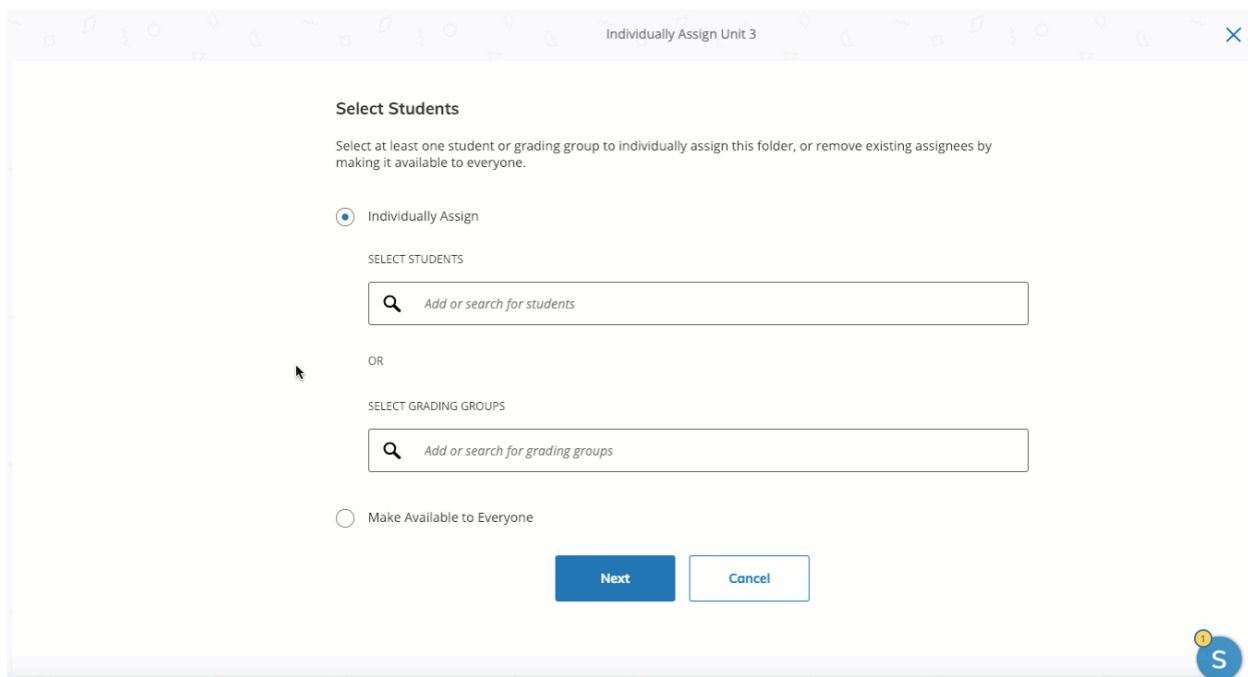 Individually Assign Unit 3
Select Students
Select at least one student or grading group to individually assign this folder, or remove existing assignees by
making it available to everyone.
Individually Assign
SELECT STUDENTS
Add or search for students
OR
SELECT GRADING GROUPS
Add or search for grading groups
Make Available to Everyone
Next Cancel
1
S